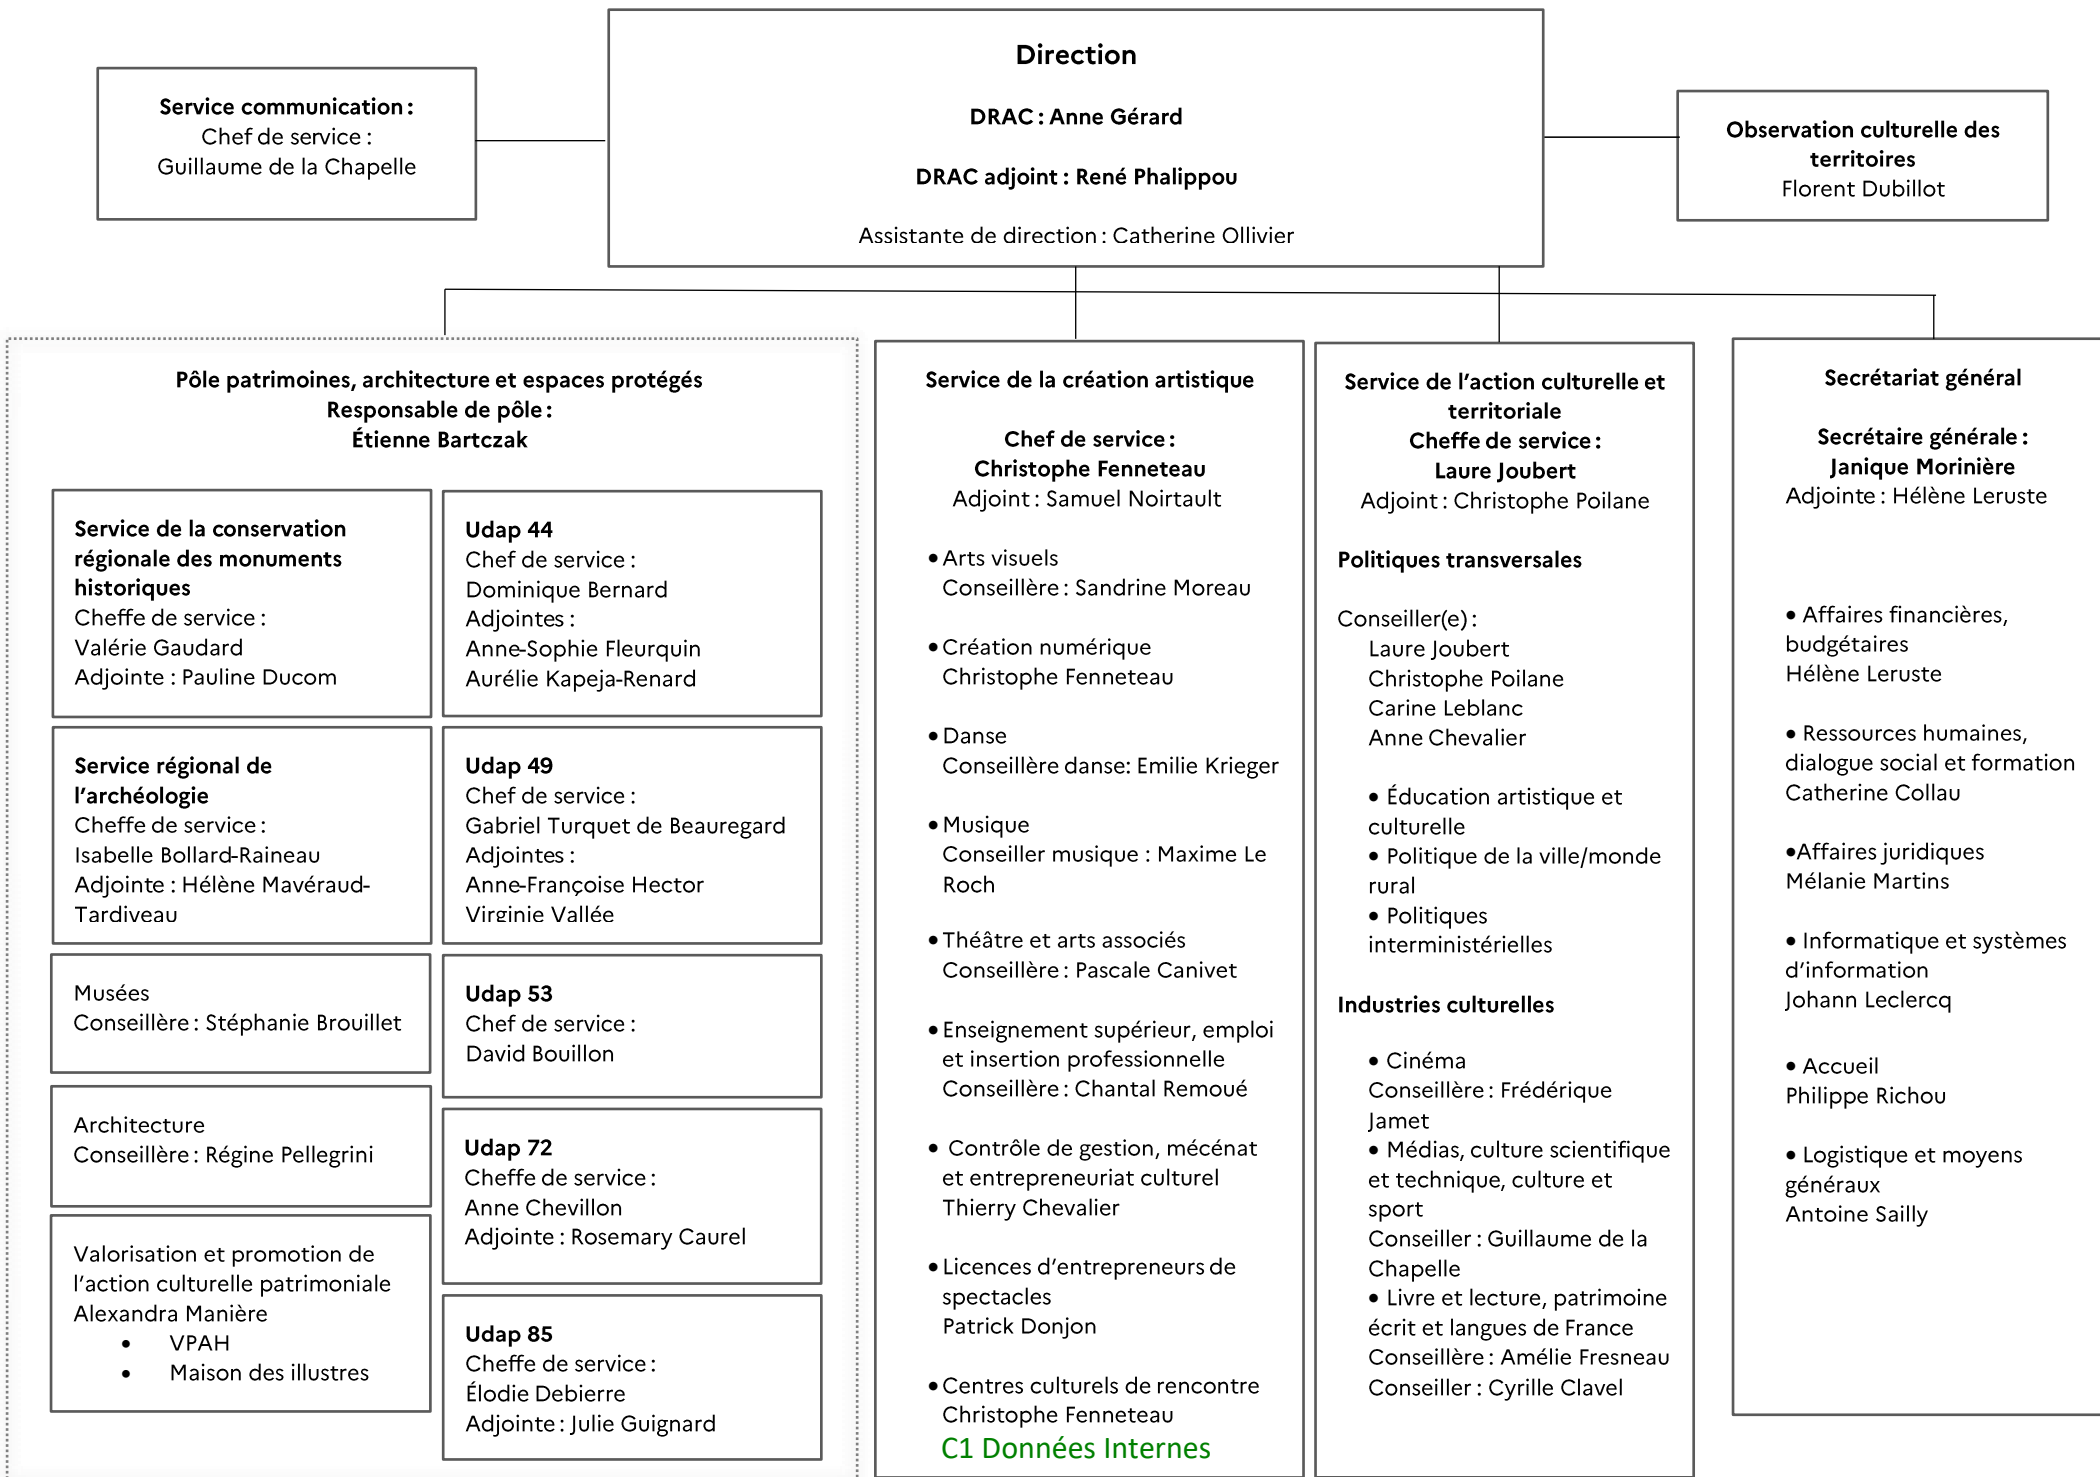 Direction
DRAC : Anne Gérard
DRAC adjoint : René Phalippou
Assistante de direction : Catherine Ollivier
Service communication :
Chef de service :
Guillaume de la Chapelle
Observation culturelle des
territoires
Florent Dubillot
Pôle patrimoines, architecture et espaces protégés
Responsable de pôle :
Étienne Bartczak
Service de la conservation
régionale des monuments
historiques
Cheffe de service :
Valérie Gaudard
Adjointe : Pauline Ducom
Service régional de
l’archéologie
Cheffe de service :
Isabelle Bollard-Raineau
Adjointe : Hélène Mavéraud-
Tardiveau
Musées
Conseillère : Stéphanie Brouillet
Architecture
Conseillère : Régine Pellegrini
Valorisation et promotion de
l’action culturelle patrimoniale
Alexandra Manière
• VPAH
• Maison des illustres
Udap 44
Chef de service :
Dominique Bernard
Adjointes :
Anne-Sophie Fleurquin
Aurélie Kapeja-Renard
Udap 49
Chef de service :
Gabriel Turquet de Beauregard
Adjointes :
Anne-Françoise Hector
Virginie Vallée
Udap 53
Chef de service :
David Bouillon
Udap 72
Cheffe de service :
Anne Chevillon
Adjointe : Rosemary Caurel
Udap 85
Cheffe de service :
Élodie Debierre
Adjointe : Julie Guignard
Service de la création artistique
Chef de service :
Christophe Fenneteau
Adjoint : Samuel Noirtault
• Arts visuels
Conseillère : Sandrine Moreau
• Création numérique
Christophe Fenneteau
• Danse
Conseillère danse: Emilie Krieger
• Musique
Conseiller musique : Maxime Le
Roch
• Théâtre et arts associés
Conseillère : Pascale Canivet
• Enseignement supérieur, emploi
et insertion professionnelle
Conseillère : Chantal Remoué
• Contrôle de gestion, mécénat
et entrepreneuriat culturel
Thierry Chevalier
• Licences d’entrepreneurs de
spectacles
Patrick Donjon
• Centres culturels de rencontre
Christophe Fenneteau
C1 Données Internes
Service de l’action culturelle et
territoriale
Cheffe de service :
Laure Joubert
Adjoint : Christophe Poilane
Politiques transversales
Conseiller(e) :
Laure Joubert
Christophe Poilane
Carine Leblanc
Anne Chevalier
• Éducation artistique et
culturelle
• Politique de la ville/monde
rural
• Politiques
interministérielles
Industries culturelles
• Cinéma
Conseillère : Frédérique
Jamet
• Médias, culture scientifique
et technique, culture et
sport
Conseiller : Guillaume de la
Chapelle
• Livre et lecture, patrimoine
écrit et langues de France
Conseillère : Amélie Fresneau
Conseiller : Cyrille Clavel
Secrétariat général
Secrétaire générale :
Janique Morinière
Adjointe : Hélène Leruste
• Affaires financières,
budgétaires
Hélène Leruste
• Ressources humaines,
dialogue social et formation
Catherine Collau
•Affaires juridiques
Mélanie Martins
• Informatique et systèmes
d’information
Johann Leclercq
• Accueil
Philippe Richou
• Logistique et moyens
généraux
Antoine Sailly